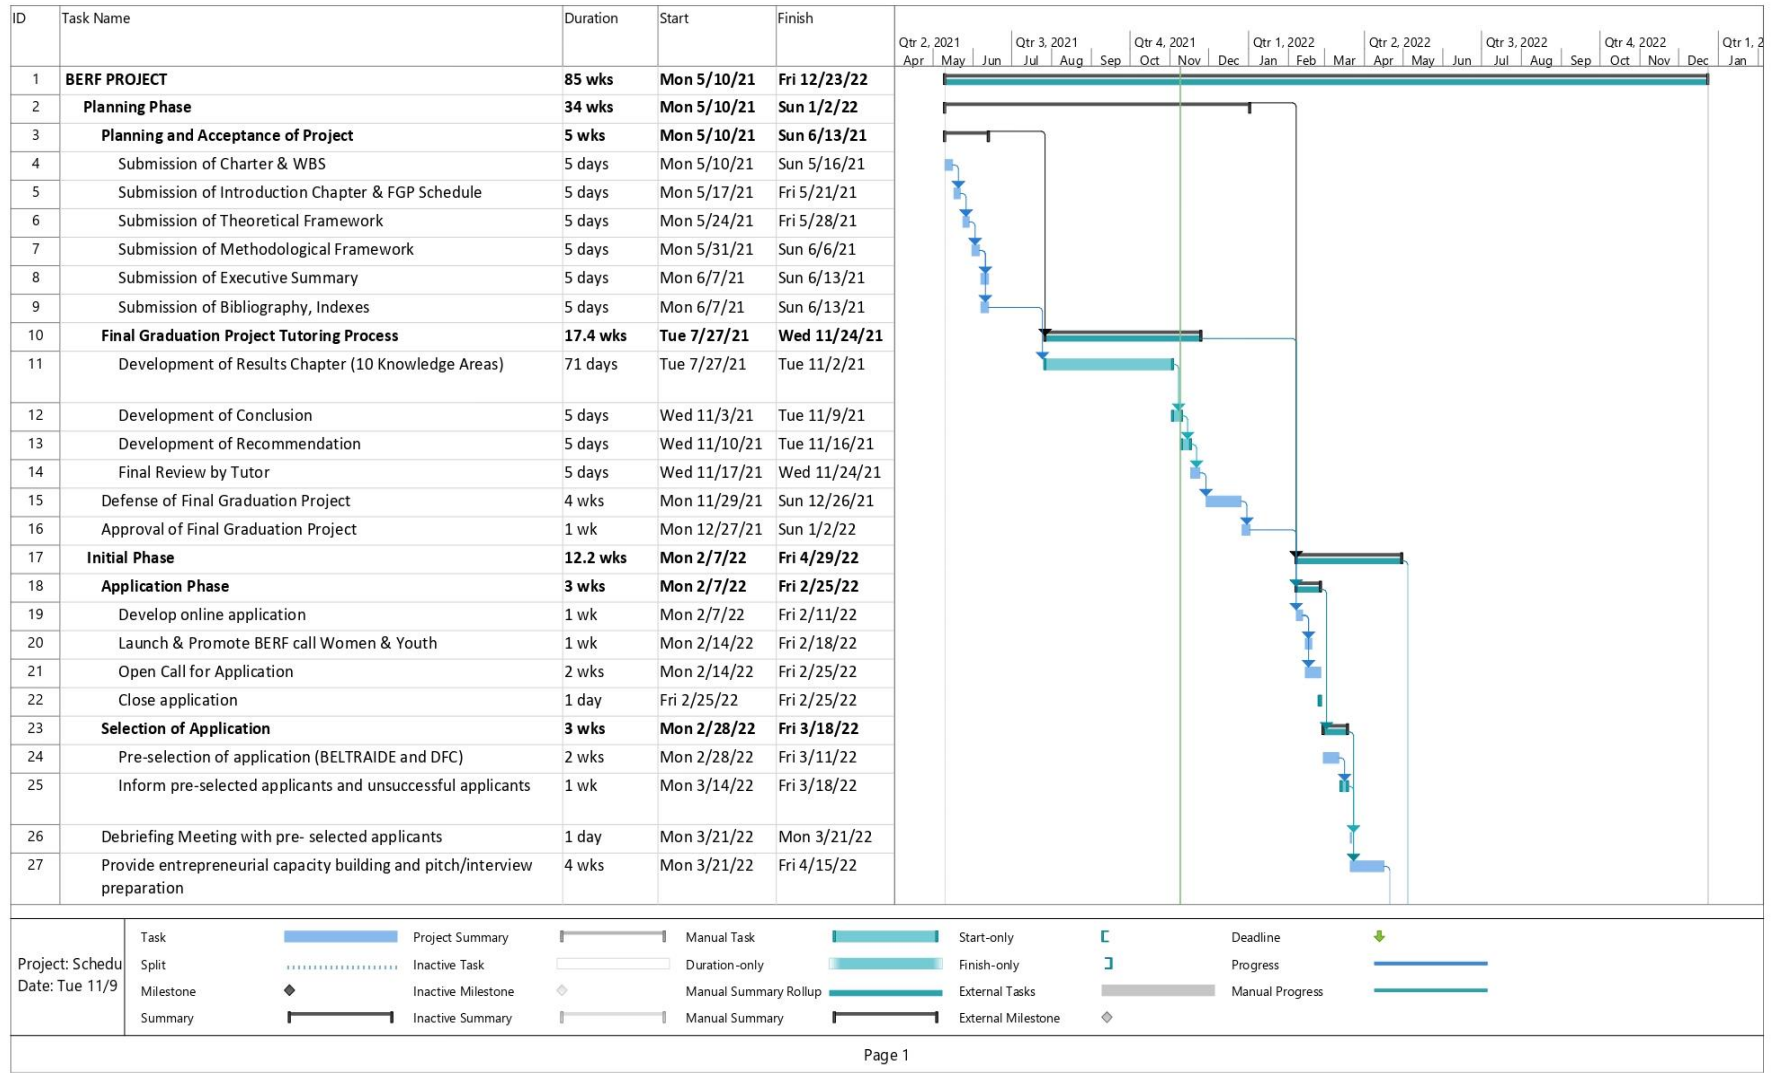 ID Task Name Duration Start Finish
Qtr 2, 2021 Qtr 3, 2021 Qtr 4, 2021 Qtr 1, 2022 Qtr 2, 2022 Qtr 3, 2022 Qtr 4, 2022 Qtr 1, 2
Apr May Jun Jul Aug Sep Oct Nov Dec Jan Feb Mar Apr May Jun Jul Aug Sep Oct Nov Dec Jan
1 BERF PROJECT 85 wks Mon 5/10/21 Fri 12/23/22
2 Planning Phase 34 wks Mon 5/10/21 Sun 1/2/22
3 Planning and Acceptance of Project 5 wks Mon 5/10/21 Sun 6/13/21
4 Submission of Charter & WBS 5 days Mon 5/10/21 Sun 5/16/21
5 Submission of Introduction Chapter & FGP Schedule 5 days Mon 5/17/21 Fri 5/21/21
6 Submission of Theoretical Framework 5 days Mon 5/24/21 Fri 5/28/21
7 Submission of Methodological Framework 5 days Mon 5/31/21 Sun 6/6/21
8 Submission of Executive Summary 5 days Mon 6/7/21 Sun 6/13/21
9 Submission of Bibliography, Indexes 5 days Mon 6/7/21 Sun 6/13/21
10 Final Graduation Project Tutoring Process 17.4 wks Tue 7/27/21 Wed 11/24/21
11 Development of Results Chapter (10 Knowledge Areas) 71 days Tue 7/27/21 Tue 11/2/21
12 Development of Conclusion 5 days Wed 11/3/21 Tue 11/9/21
13 Development of Recommendation 5 days Wed 11/10/21 Tue 11/16/21
14 Final Review by Tutor 5 days Wed 11/17/21 Wed 11/24/21
15 Defense of Final Graduation Project 4 wks Mon 11/29/21 Sun 12/26/21
16 Approval of Final Graduation Project 1 wk Mon 12/27/21 Sun 1/2/22
17 Initial Phase 12.2 wks Mon 2/7/22 Fri 4/29/22
18 Application Phase 3 wks Mon 2/7/22 Fri 2/25/22
19 Develop online application 1 wk Mon 2/7/22 Fri 2/11/22
20 Launch & Promote BERF call Women & Youth 1 wk Mon 2/14/22 Fri 2/18/22
21 Open Call for Application 2 wks Mon 2/14/22 Fri 2/25/22
22 Close application 1 day Fri 2/25/22 Fri 2/25/22
23 Selection of Application 3 wks Mon 2/28/22 Fri 3/18/22
24 Pre-selection of application (BELTRAIDE and DFC) 2 wks Mon 2/28/22 Fri 3/11/22
25 Inform pre-selected applicants and unsuccessful applicants 1 wk Mon 3/14/22 Fri 3/18/22
26 Debriefing Meeting with pre- selected applicants 1 day Mon 3/21/22 Mon 3/21/22
27 Provide entrepreneurial capacity building and pitch/interview 4 wks Mon 3/21/22 Fri 4/15/22
preparation
Project: Schedu
Date: Tue 11/9
Task Project Summary Manual Task Start-only Deadline
Split Inactive Task Duration-only Finish-only Progress
Milestone Inactive Milestone Manual Summary Rollup External Tasks Manual Progress
Summary Inactive Summary Manual Summary External Milestone
Page 1